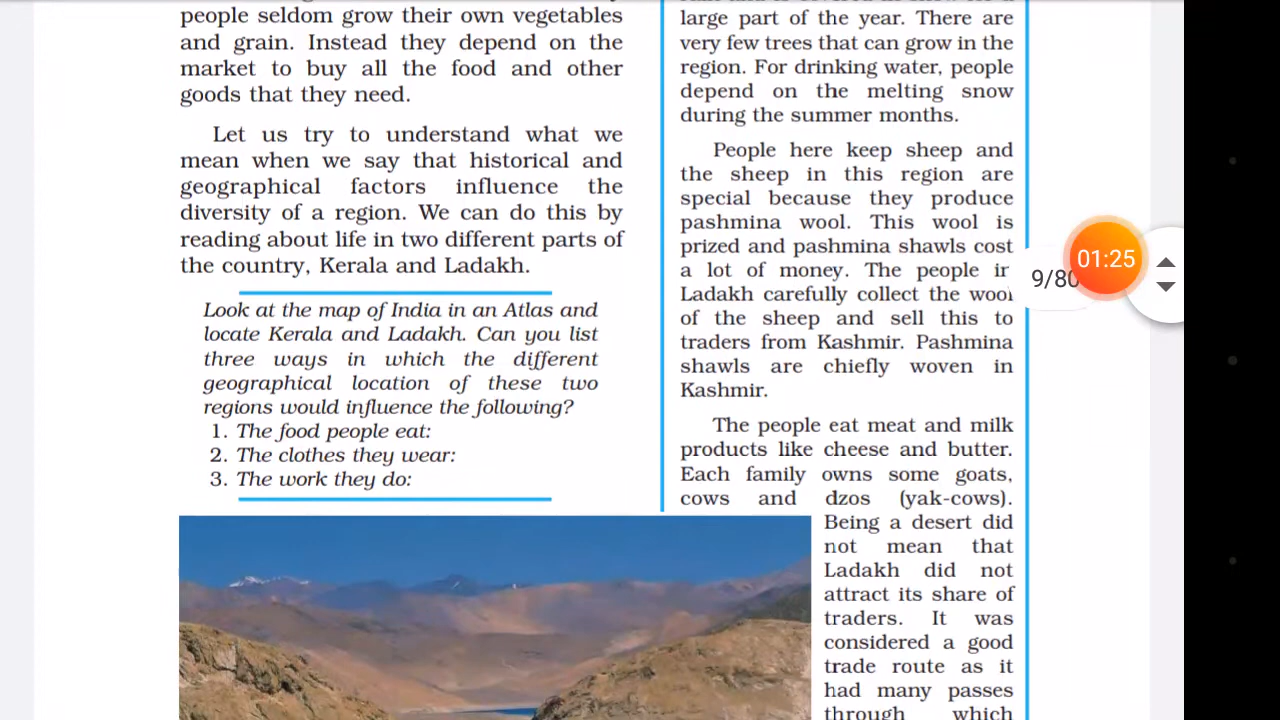 people seldom grow their own vegetables
and grain. Instead they depend on the
market to buy all the food and other
goods that they need.
Let us try to understand what we
mean when we say that historical and
geographical factors influence the
diversity of a region. We can do this by
reading about life in two different parts of
the country, Kerala and Ladakh.
Look at the map of India in an Atlas and
locate Kerala and Ladakh. Can you list
three ways in which the different
geographical location of these two
regions would influence the following?
1. The food people eat:
2. The clothes they wear:
3. The work they do:
large part of the year. There are
very few trees that can grow in the
region. For drinking water, people
depend on the melting snow
during the summer months.
People here keep sheep and
the sheep in this region are
special because they produce
pashmina wool. This wool is
prized and pashmina shawls cost
a lot of money. The people in
Ladakh carefully collect the wool
of the sheep and sell this to
traders from Kashmir. Pashmina
shawls are chiefly woven in
Kashmir.
The people eat meat and milk
products like cheese and butter.
Each family owns some goats,
cows and dzos (yak-cows).
Being a desert did
not mean that
Ladakh did not
attract its share of
traders. It was
considered a good
trade route as it
had many passes
through which
9/80
01:25